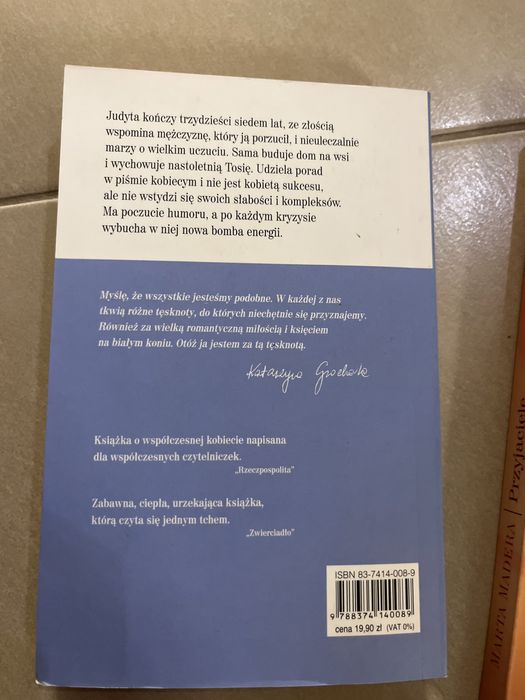 Judyta kończy trzydzieści siedem lat, ze złością
wspomina mężczyznę, który ją porzucił, i nieuleczalnie
marzy o wielkim uczuciu. Sama buduje dom na wsi
i wychowuje nastoletnią Tosię. Udziela porad
w piśmie kobiecym i nie jest kobietą sukcesu,
ale nie wstydzi się swoich słabości i kompleksów.
Ma poczucie humoru, a po każdym kryzysie
wybucha w niej nowa bomba energii.
Myślę, że wszystkie jesteśmy podobne. W każdej z nas
tkwią różne tęsknoty, do których niechętnie się przyznajemy.
Również za wielką romantyczną miłością i księciem
na białym koniu. Otóż ja jestem za tą tęsknotą.
Katarzyna Grochola
Książka o współczesnej kobiecie napisana
dla współczesnych czytelniczek.
„Rzeczpospolita”
Zabawna, ciepła, urzekająca książka,
którą czyta się jednym tchem.
„Zwierciadło”
ISBN 83-7414-008-9
9 788374 140089
cena 19,90 zł (VAT 0%)
MARTA MADERA | Przyjaciele